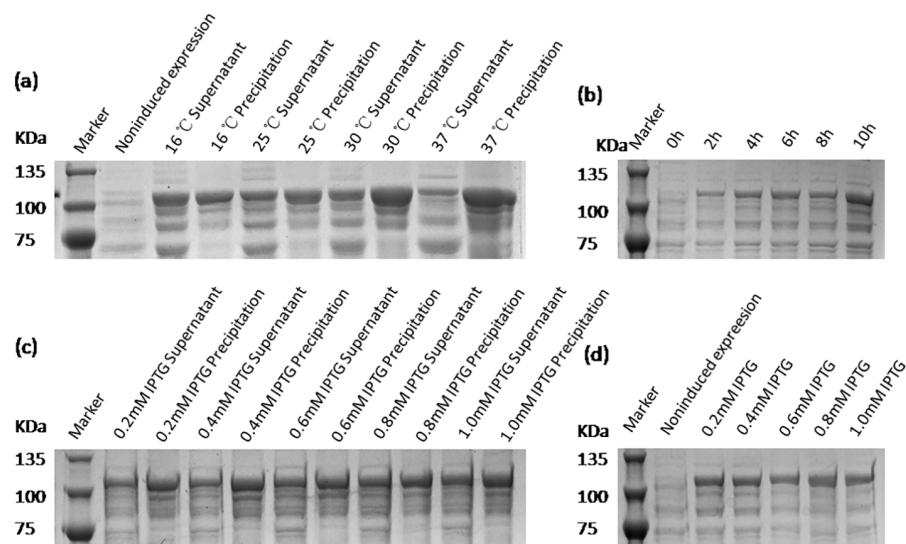 (a)
KDa
Marker
Noninduced expression
16℃ Supernatant
16℃ Precipitation
25℃ Supernatant
25℃ Precipitation
30℃ Supernatant
30℃ Precipitation
37℃ Supernatant
37℃ Precipitation
135
100
75
(b)
KDa
Marker
0h
2h
4h
6h
8h
10h
135
100
75
(c)
KDa
Marker
0.2mM IPTG Supernatant
0.2mM IPTG Precipitation
0.4mM IPTG Supernatant
0.4mM IPTG Precipitation
0.6mM IPTG Supernatant
0.6mM IPTG Precipitation
0.8mM IPTG Supernatant
0.8mM IPTG Precipitation
1.0mM IPTG Supernatant
1.0mM IPTG Precipitation
135
100
75
(d)
KDa
Marker
Noninduced expreesion
0.2mM IPTG
0.4mM IPTG
0.6mM IPTG
0.8mM IPTG
1.0mM IPTG
135
100
75